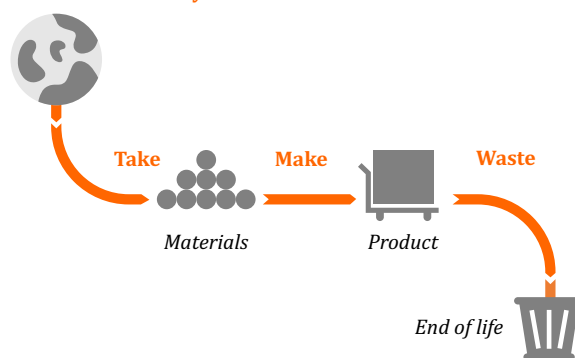 Take
Make
Waste
Materials
Product
End of life